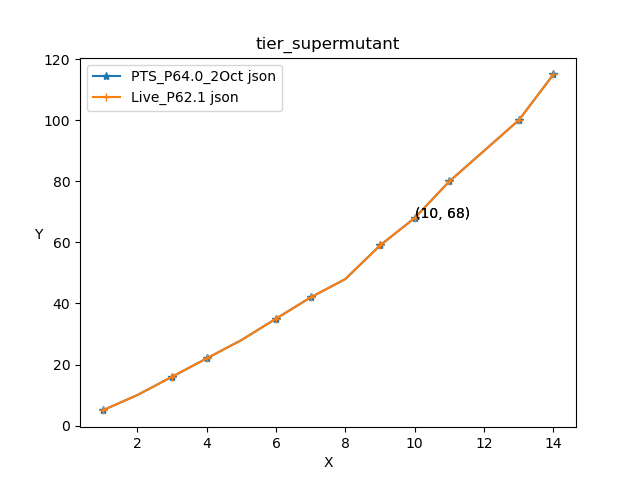 tier_supermutant
PTS_P64.0_2Oct json
Live_P62.1 json
120
100
80
60
40
20
0
Y
(10, 68)
2 4 6 8 10 12 14
X